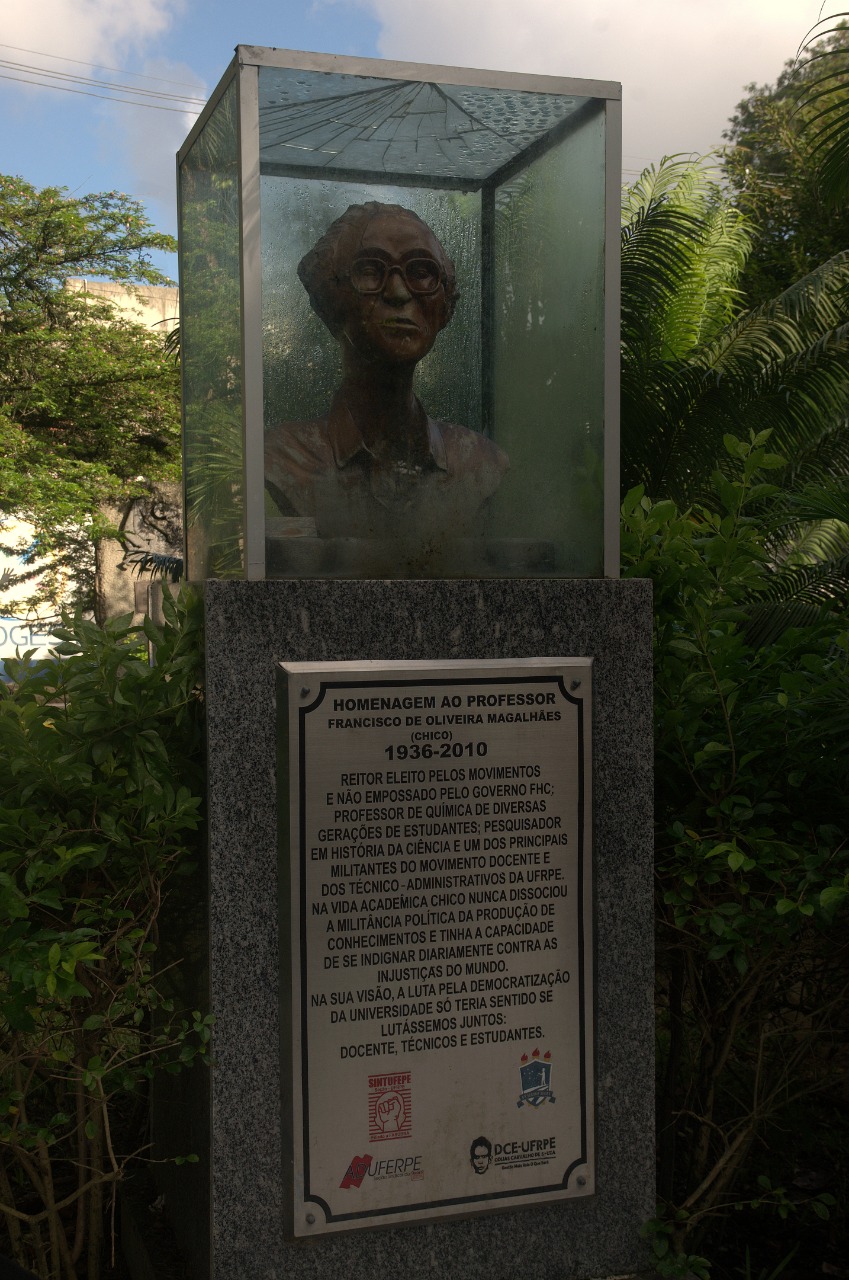 HOMENAGEM AO PROFESSOR
FRANCISCO DE OLIVEIRA MAGALHÃES
(CHICO)
1936-2010
REITOR ELEITO PELOS MOVIMENTOS
E NÃO EMPOSSADO PELO GOVERNO FHC;
PROFESSOR DE QUÍMICA DE DIVERSAS
GERAÇÕES DE ESTUDANTES; PESQUISADOR
EM HISTÓRIA DA CIÊNCIA E UM DOS PRINCIPAIS
MILITANTES DO MOVIMENTO DOCENTE E
DOS TÉCNICO-ADMINISTRATIVOS DA UFRPE.
NA VIDA ACADÊMICA CHICO NUNCA DISSOCIOU
A MILITÂNCIA POLÍTICA DA PRODUÇÃO DE
CONHECIMENTOS E TINHA A CAPACIDADE
DE SE INDIGNAR DIARIAMENTE CONTRA AS
INJUSTIÇAS DO MUNDO.
NA SUA VISÃO, A LUTA PELA DEMOCRATIZAÇÃO
DA UNIVERSIDADE SÓ TERIA SENTIDO SE
LUTÁSSEMOS JUNTOS:
DOCENTE, TÉCNICOS E ESTUDANTES.
SINTUFEPE
ADUFERPE
DCE-UFRPE